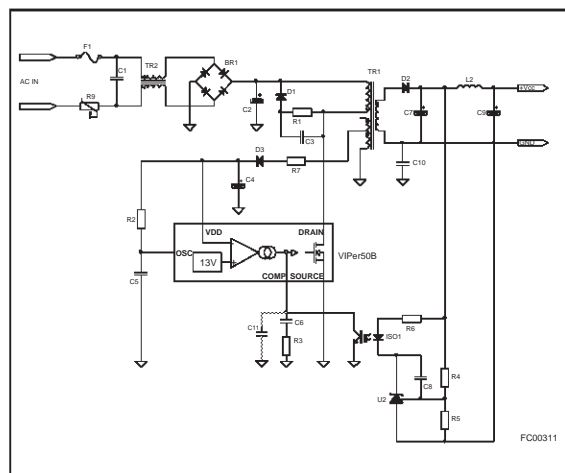 F1
BR1
TR2
TR1
D2
L2
+Vcc
AC IN
C1
D1
C2
C7
C9
R9
R1
C3
GND
D3
R7
C10
C4
R2
VDD
DRAIN
OSC
VIPer50B
13V
COMP SOURCE
C5
C11
C6
R6
ISO1
R3
C8
R4
U2
R5
FC00311